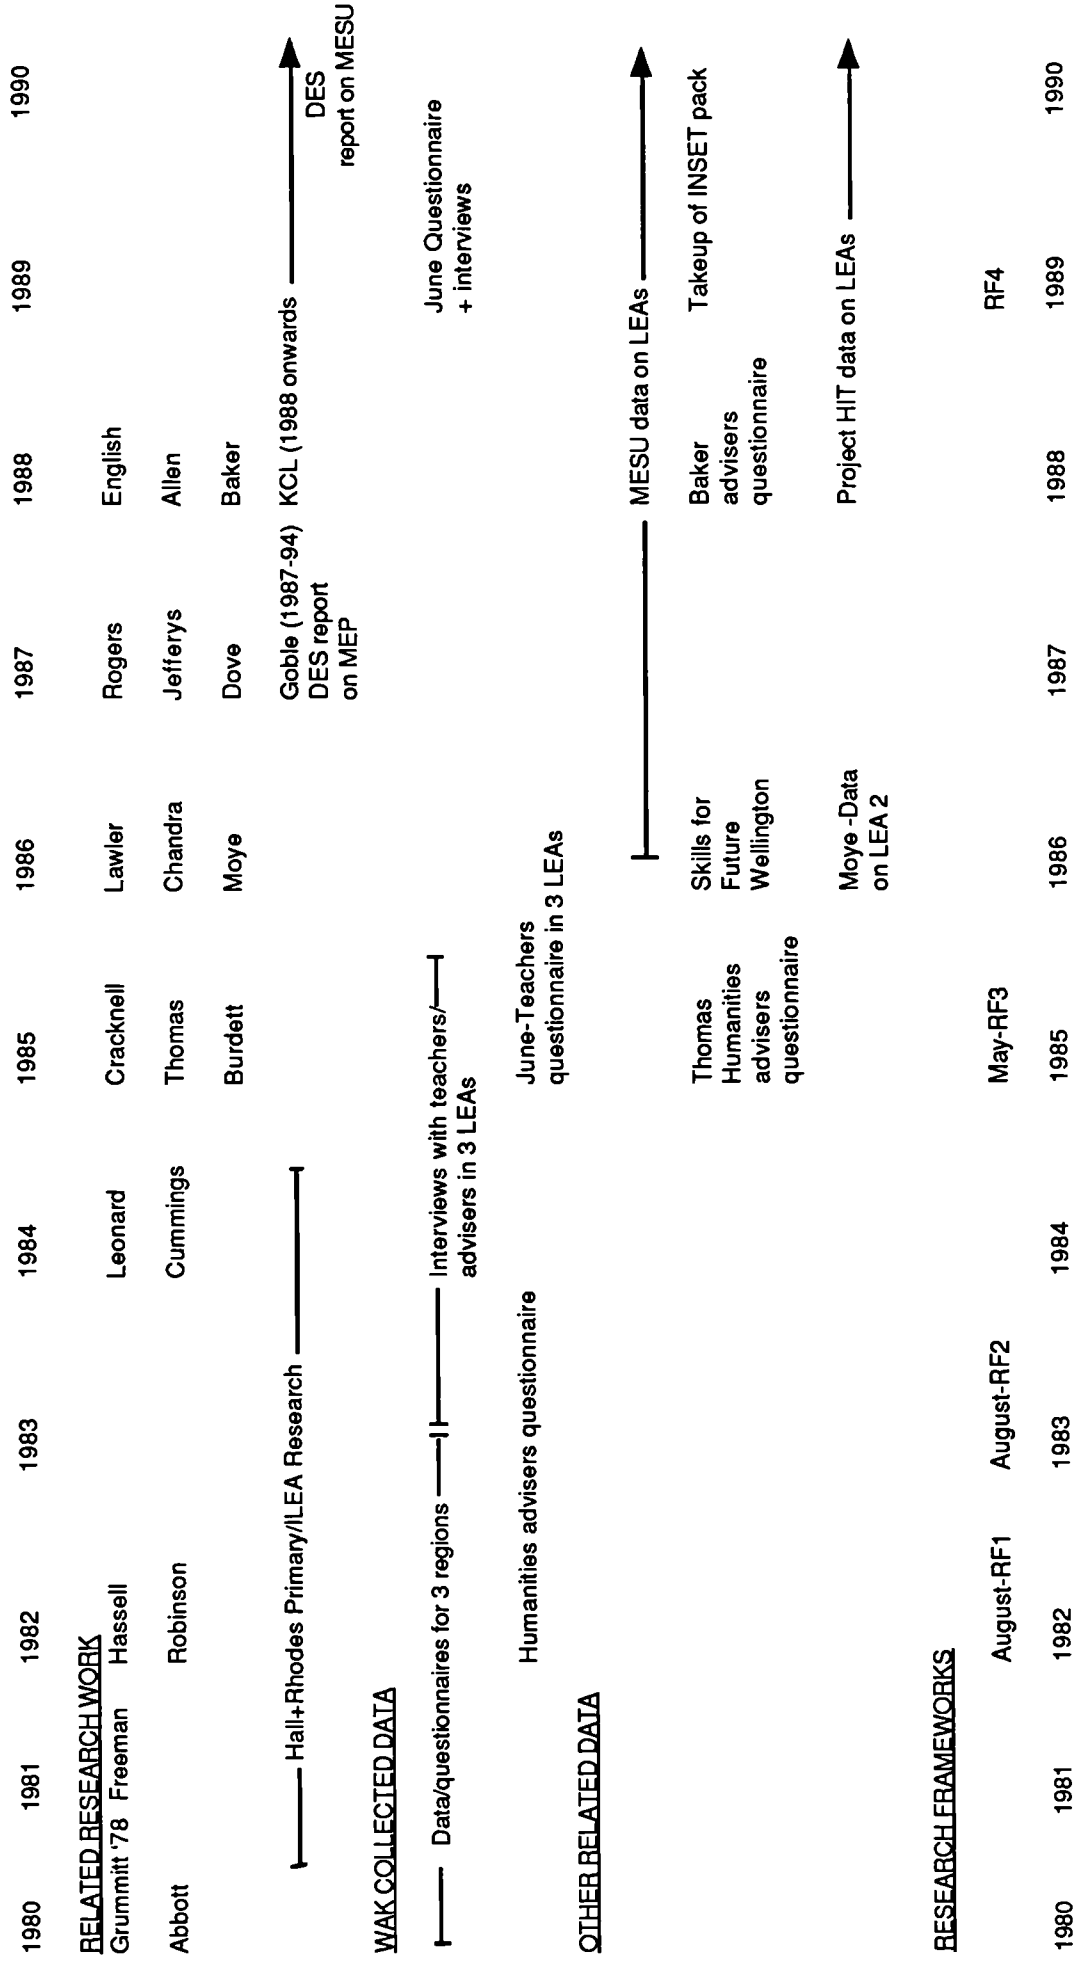 1980 1981 1982 1983 1984 1985 1986 1987 1988 1989 1990
RELATED RESEARCH WORK
Grummitt '78 Freeman Hassell Leonard Cracknell Lawler Rogers English
Abbott Robinson Cummings Thomas Chandra Jefferys Allen
Burdett Moye Dove Baker
Hall+Rhodes Primary/ILEA Research
Goble (1987-94) KCL (1988 onwards)
DES report
on MEP
DES
report on MESU
WAK COLLECTED DATA
Data/questionnaires for 3 regions
Interviews with teachers/
advisers in 3 LEAs
June Questionnaire
+ interviews
Humanities advisers questionnaire
June-Teachers
questionnaire in 3 LEAs
OTHER RELATED DATA
MESU data on LEAs
Thomas
Humanities
advisers
questionnaire
Skills for
Future
Wellington
Baker
advisers
questionnaire
Takeup of INSET pack
Moye -Data
on LEA 2
Project HIT data on LEAs
RESEARCH FRAMEWORKS
August-RF1 August-RF2 May-RF3 RF4
1980 1981 1982 1983 1984 1985 1986 1987 1988 1989 1990